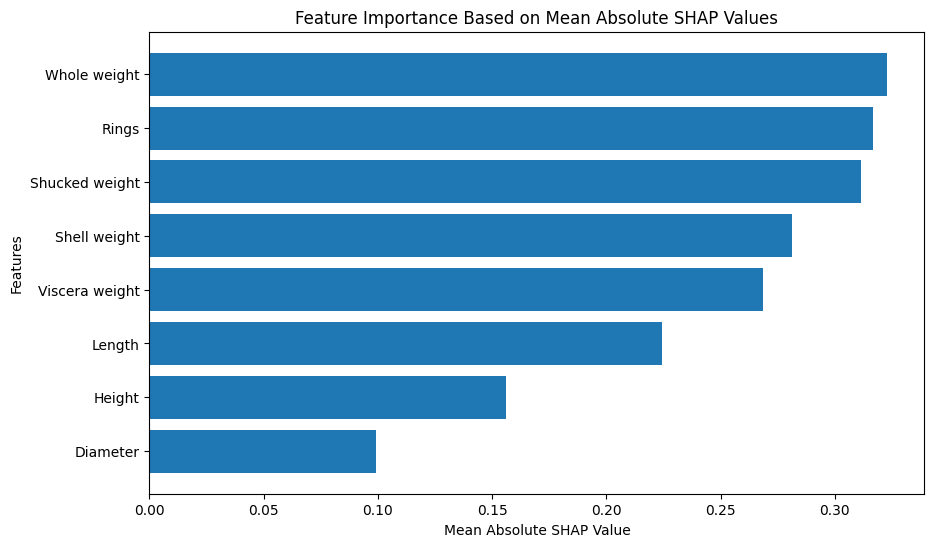 Feature Importance Based on Mean Absolute SHAP Values
Whole weight
Rings
Shucked weight
Shell weight
Viscera weight
Length
Height
Diameter
Features
0.00 0.05 0.10 0.15 0.20 0.25 0.30
Mean Absolute SHAP Value